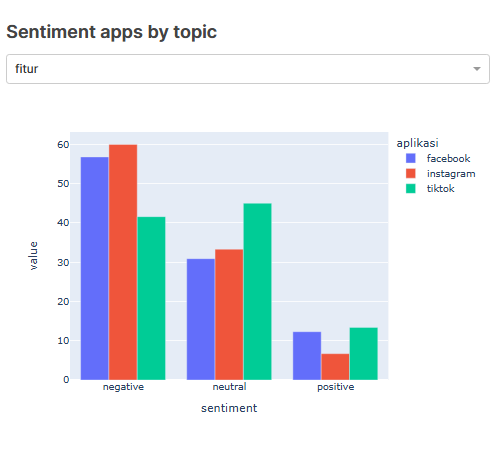 Sentiment apps by topic
fitur
aplikasi
facebook
instagram
tiktok
60
50
40
30
20
10
0
value
negative
neutral
positive
sentiment